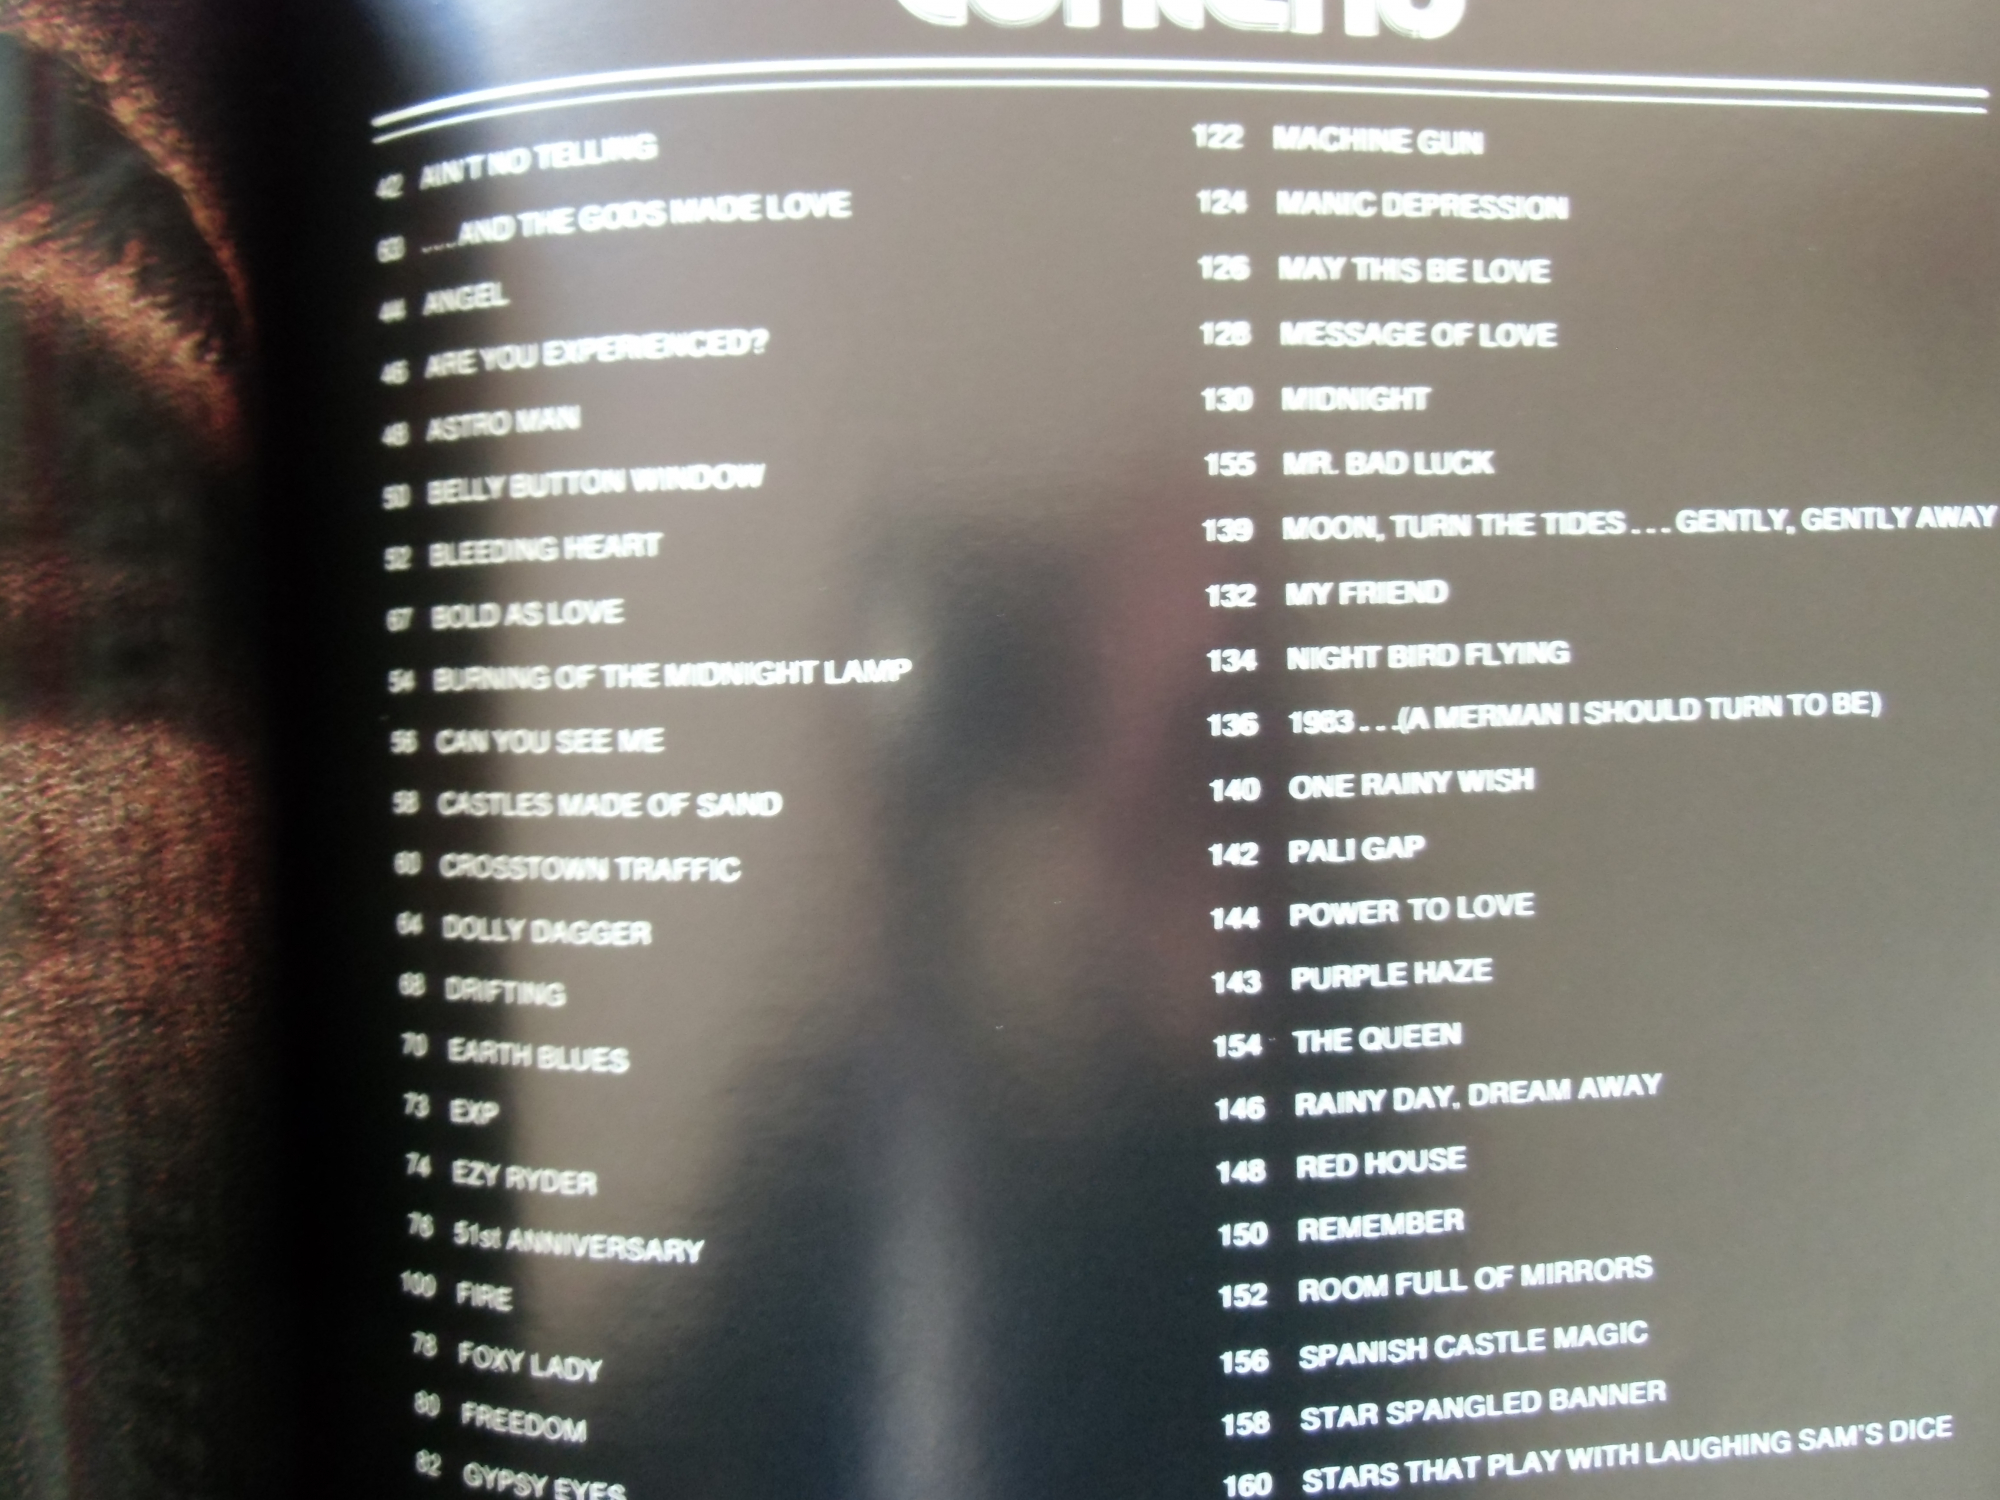 42 AIN'T NO TELLING
63 ....AND THE GODS MADE LOVE
44 ANGEL
46 ARE YOU EXPERIENCED?
48 ASTRO MAN
50 BELLY BUTTON WINDOW
52 BLEEDING HEART
67 BOLD AS LOVE
54 BURNING OF THE MIDNIGHT LAMP
56 CAN YOU SEE ME
58 CASTLES MADE OF SAND
60 CROSSTOWN TRAFFIC
64 DOLLY DAGGER
68 DRIFTING
70 EARTH BLUES
73 EXP
74 EZY RYDER
76 51st ANNIVERSARY
100 FIRE
78 FOXY LADY
80 FREEDOM
82 GYPSY EYES
122 MACHINE GUN
124 MANIC DEPRESSION
126 MAY THIS BE LOVE
128 MESSAGE OF LOVE
130 MIDNIGHT
155 MR. BAD LUCK
139 MOON, TURN THE TIDES...GENTLY, GENTLY AWAY
132 MY FRIEND
134 NIGHT BIRD FLYING
136 1983...(A MERMAN I SHOULD TURN TO BE)
140 ONE RAINY WISH
142 PALI GAP
144 POWER TO LOVE
143 PURPLE HAZE
154 THE QUEEN
146 RAINY DAY. DREAM AWAY
148 RED HOUSE
150 REMEMBER
152 ROOM FULL OF MIRRORS
156 SPANISH CASTLE MAGIC
158 STAR SPANGLED BANNER
160 STARS THAT PLAY WITH LAUGHING SAM'S DICE